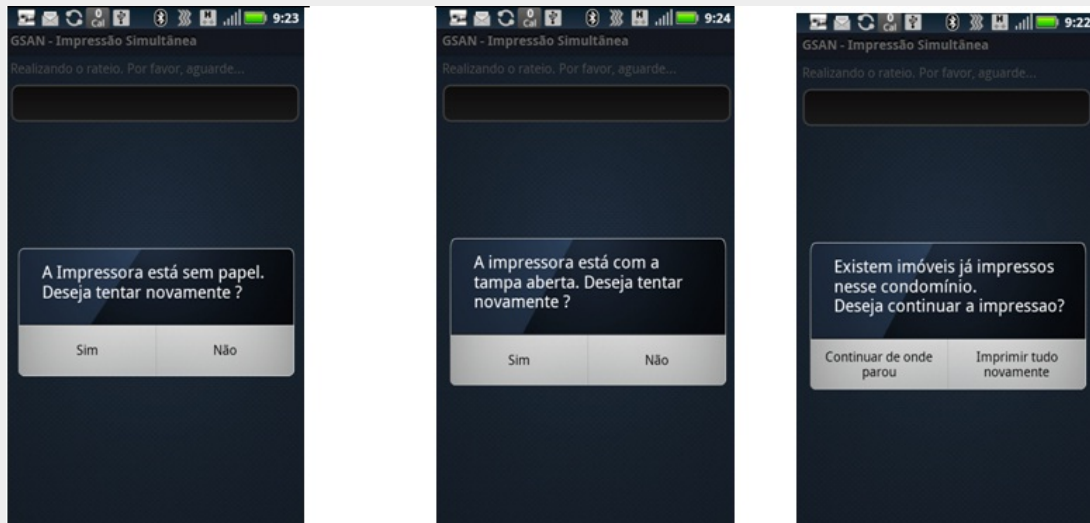 9:23
GSAN - Impressão Simultânea
Realizando o rateio. Por favor, aguarde...
A Impressora está sem papel.
Deseja tentar novamente ?
Sim
Não
9:24
GSAN - Impressão Simultânea
Realizando o rateio. Por favor, aguarde...
A impressora está com a
tampa aberta. Deseja tentar
novamente ?
Sim
Não
9:22
GSAN - Impressão Simultânea
Realizando o rateio. Por favor, aguarde...
Existem imóveis já impressos
nesse condomínio.
Deseja continuar a impressao?
Continuar de onde
parou
Imprimir tudo
novamente